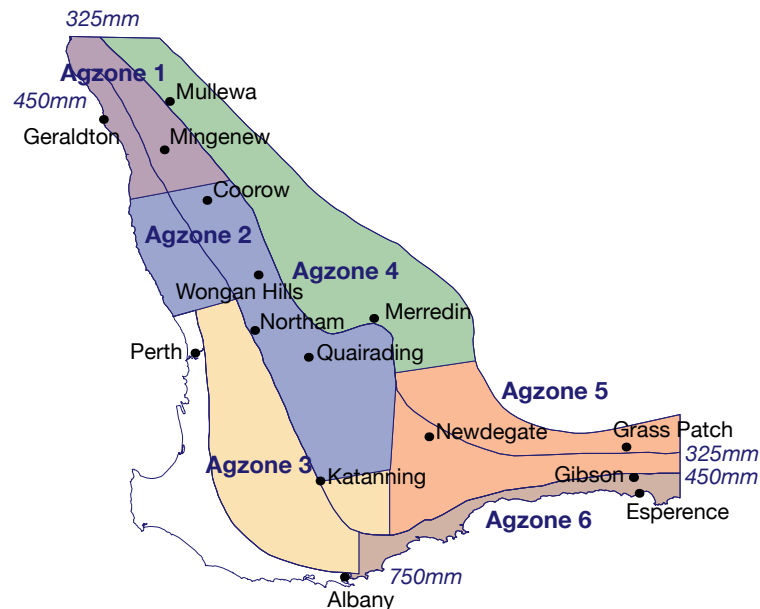 325mm
Agzone 1
Mullewa
450mm
Geraldton
Mingenew
Coorow
Agzone 2
Agzone 4
Wongan Hills
Merredin
Northam
Perth
Quairading
Agzone 5
Newdegate
Grass Patch
325mm
Agzone 3
Katanning
Gibson
450mm
Esperence
Agzone 6
750mm
Albany